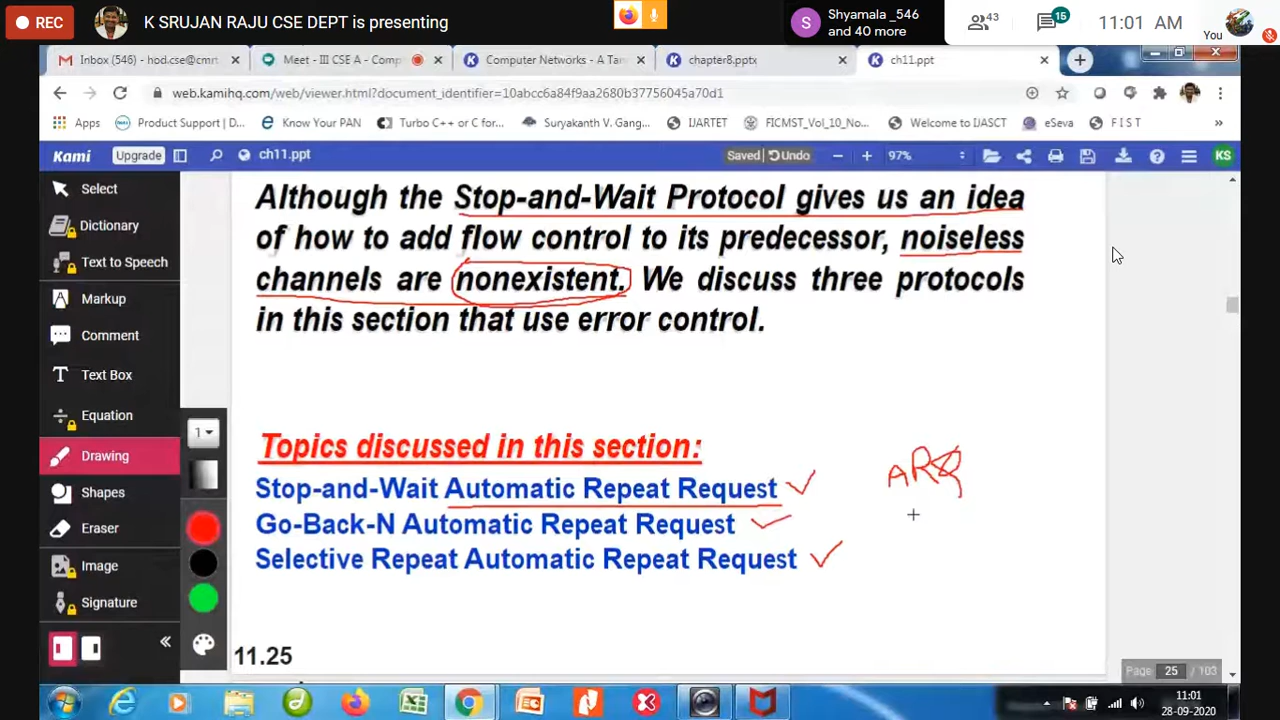 REC
K SRUJAN RAJU CSE DEPT is presenting
S
Shyamala _546
and 40 more
43
15
11:01 AM
You
Inbox (546) - hod.cse@cmrt
Meet - III CSE A - Comp
Computer Networks - A Tan
chapter8.pptx
ch11.ppt
web.kamihq.com/web/viewer.html?document_identifier=10abcc6a84f9aa2680b37756045a70d1
Apps
Product Support | D...
Know Your PAN
Turbo C++ or C for...
Suryakanth V. Gang...
IJARTET
FICMST_Vol_10_No...
Welcome to IJASCT
eSeva
F I S T
»
Kami
Upgrade
ch11.ppt
Saved
Undo
97%
KS
Select
Dictionary
Text to Speech
Markup
Comment
Text Box
Equation
Drawing
Shapes
Eraser
Image
Signature
1
Although the Stop-and-Wait Protocol gives us an idea
of how to add flow control to its predecessor, noiseless
channels are nonexistent. We discuss three protocols
in this section that use error control.
Topics discussed in this section:
Stop-and-Wait Automatic Repeat Request
Go-Back-N Automatic Repeat Request
Selective Repeat Automatic Repeat Request
ARQ
11.25
Page 25 / 103
11:01
28-09-2020